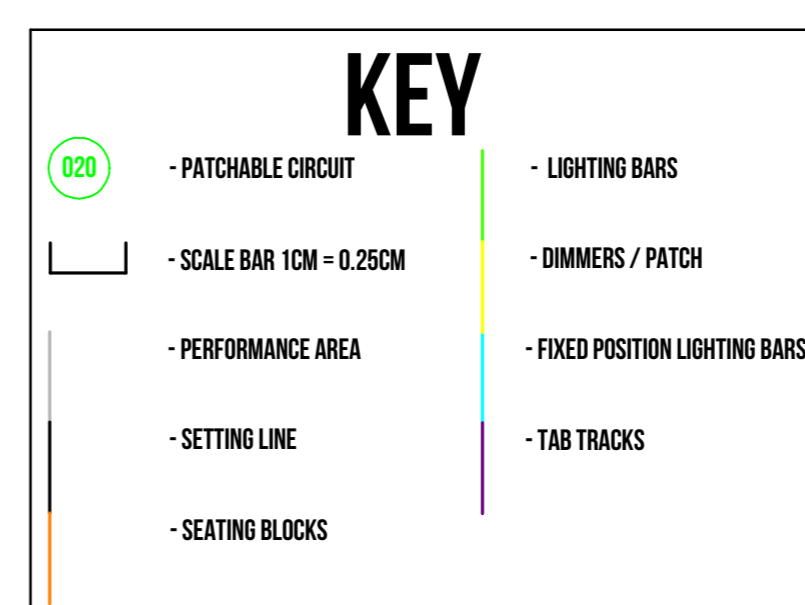 KEY
020
- PATCHABLE CIRCUIT
- SCALE BAR 1CM = 0.25CM
- PERFORMANCE AREA
- SETTING LINE
- SEATING BLOCKS
- LIGHTING BARS
- DIMMERS / PATCH
- FIXED POSITION LIGHTING BARS
- TAB TRACKS